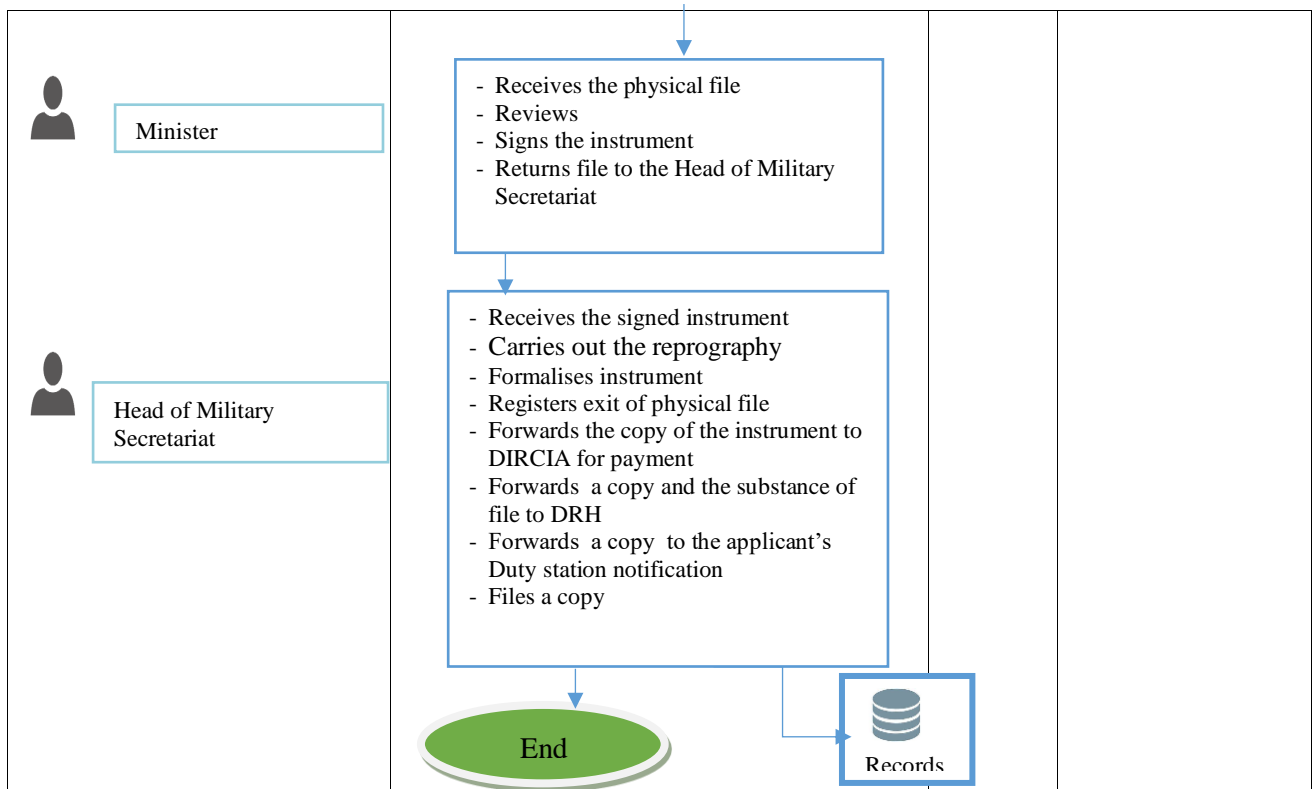 Minister
- Receives the physical file
- Reviews
- Signs the instrument
- Returns file to the Head of Military
Secretariat
Head of Military
Secretariat
- Receives the signed instrument
- Carries out the reprography
- Formalises instrument
- Registers exit of physical file
- Forwards the copy of the instrument to
DIRCIA for payment
- Forwards a copy and the substance of
file to DRH
- Forwards a copy to the applicant's
Duty station notification
- Files a copy
End
Records